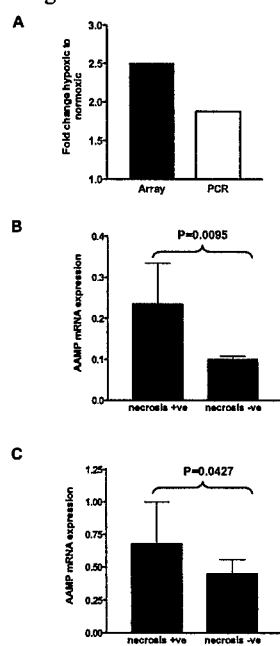 A
Fold change hypoxic to
normoxic
3.0
2.5
2.0
1.5
1.0
Array
PCR
B
P=0.0095
AAMP mRNA expression
0.4
0.3
0.2
0.1
0.0
necrosis +ve
necrosis -ve
C
P=0.0427
AAMP mRNA expression
1.25
1.00
0.75
0.50
0.25
0.00
necrosis +ve
necrosis -ve